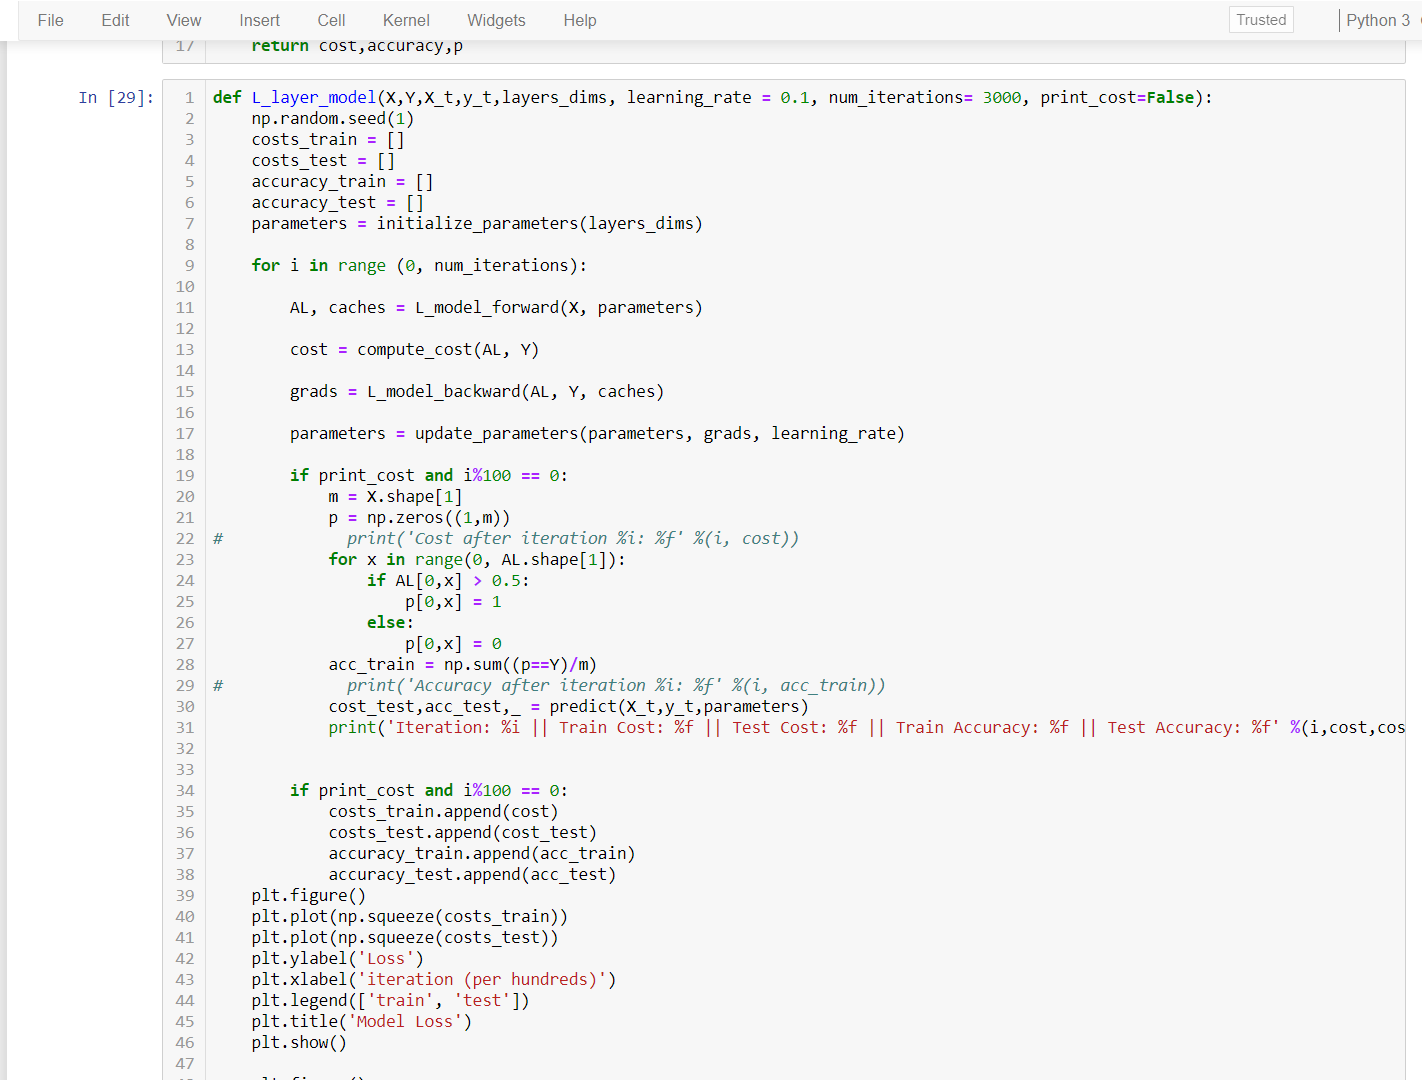 File Edit View Insert Cell Kernel Widgets Help Trusted Python 3
17 return cost,accuracy,p
In [29]:
1 def L_layer_model(X,Y,X_t,y_t,layers_dims, learning_rate = 0.1, num_iterations= 3000, print_cost=False):
2 np.random.seed(1)
3 costs_train = []
4 costs_test = []
5 accuracy_train = []
6 accuracy_test = []
7 parameters = initialize_parameters(layers_dims)
8
9 for i in range (0, num_iterations):
10
11 AL, caches = L_model_forward(X, parameters)
12
13 cost = compute_cost(AL, Y)
14
15 grads = L_model_backward(AL, Y, caches)
16
17 parameters = update_parameters(parameters, grads, learning_rate)
18
19 if print_cost and i%100 == 0:
20 m = X.shape[1]
21 p = np.zeros((1,m))
22 # print('Cost after iteration %i: %f' %(i, cost))
23 for x in range(0, AL.shape[1]):
24 if AL[0,x] > 0.5:
25 p[0,x] = 1
26 else:
27 p[0,x] = 0
28 acc_train = np.sum((p==Y)/m)
29 # print('Accuracy after iteration %i: %f' %(i, acc_train))
30 cost_test,acc_test,_ = predict(X_t,y_t,parameters)
31 print('Iteration: %i || Train Cost: %f || Test Cost: %f || Train Accuracy: %f || Test Accuracy: %f' %(i,cost,cos
32
33
34 if print_cost and i%100 == 0:
35 costs_train.append(cost)
36 costs_test.append(cost_test)
37 accuracy_train.append(acc_train)
38 accuracy_test.append(acc_test)
39 plt.figure()
40 plt.plot(np.squeeze(costs_train))
41 plt.plot(np.squeeze(costs_test))
42 plt.ylabel('Loss')
43 plt.xlabel('iteration (per hundreds)')
44 plt.legend(['train', 'test'])
45 plt.title('Model Loss')
46 plt.show()
47